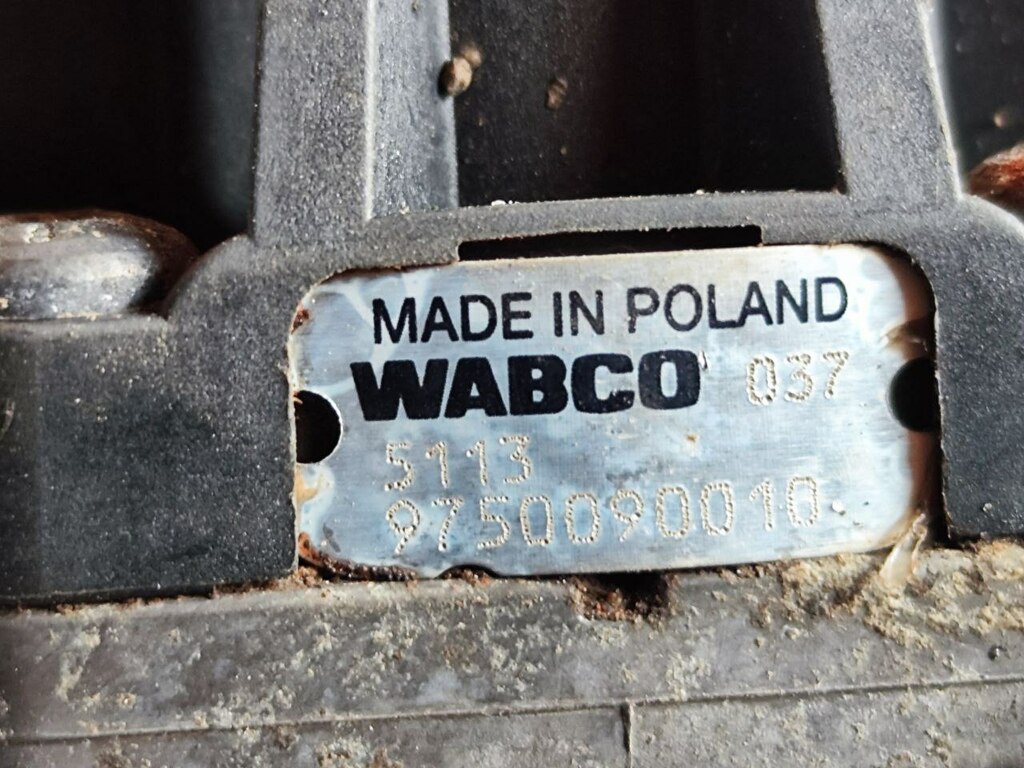 MADE IN POLAND
WABCO 037
5113
9750090010